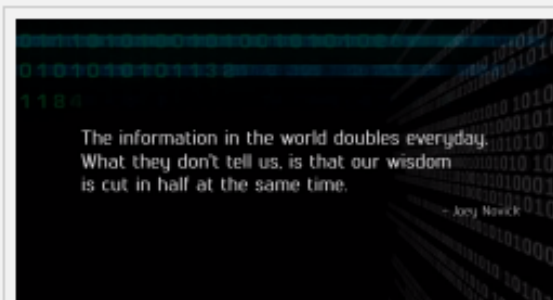 The information in the world doubles everyday.
What they don't tell us, is that our wisdom
is cut in half at the same time.
- Joey Novick